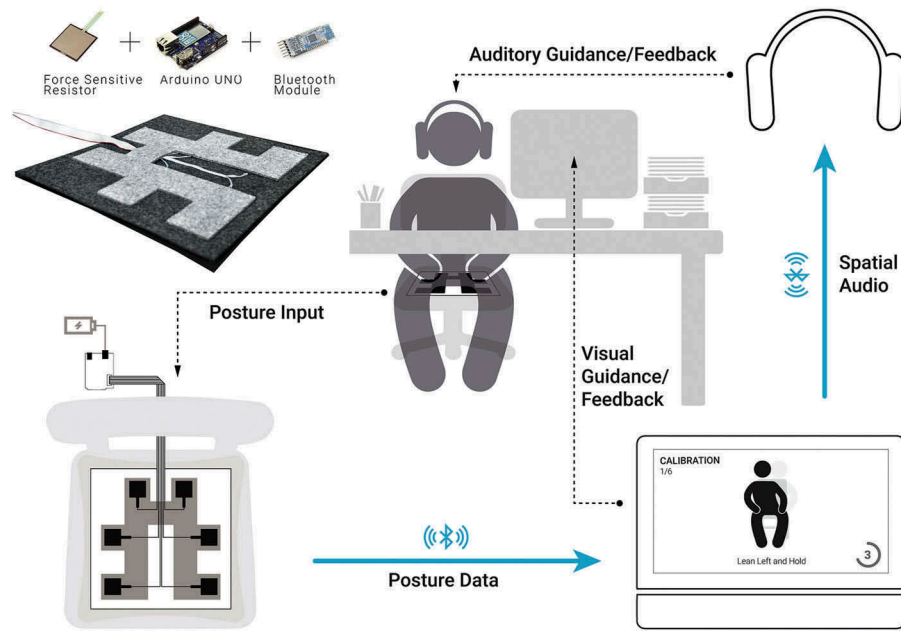 Force Sensitive
Resistor
Arduino UNO
Bluetooth
Module
Auditory Guidance/Feedback
Spatial
Audio
Posture Input
Visual
Guidance/
Feedback
CALIBRATION
1/6
Lean Left and Hold
3
Posture Data